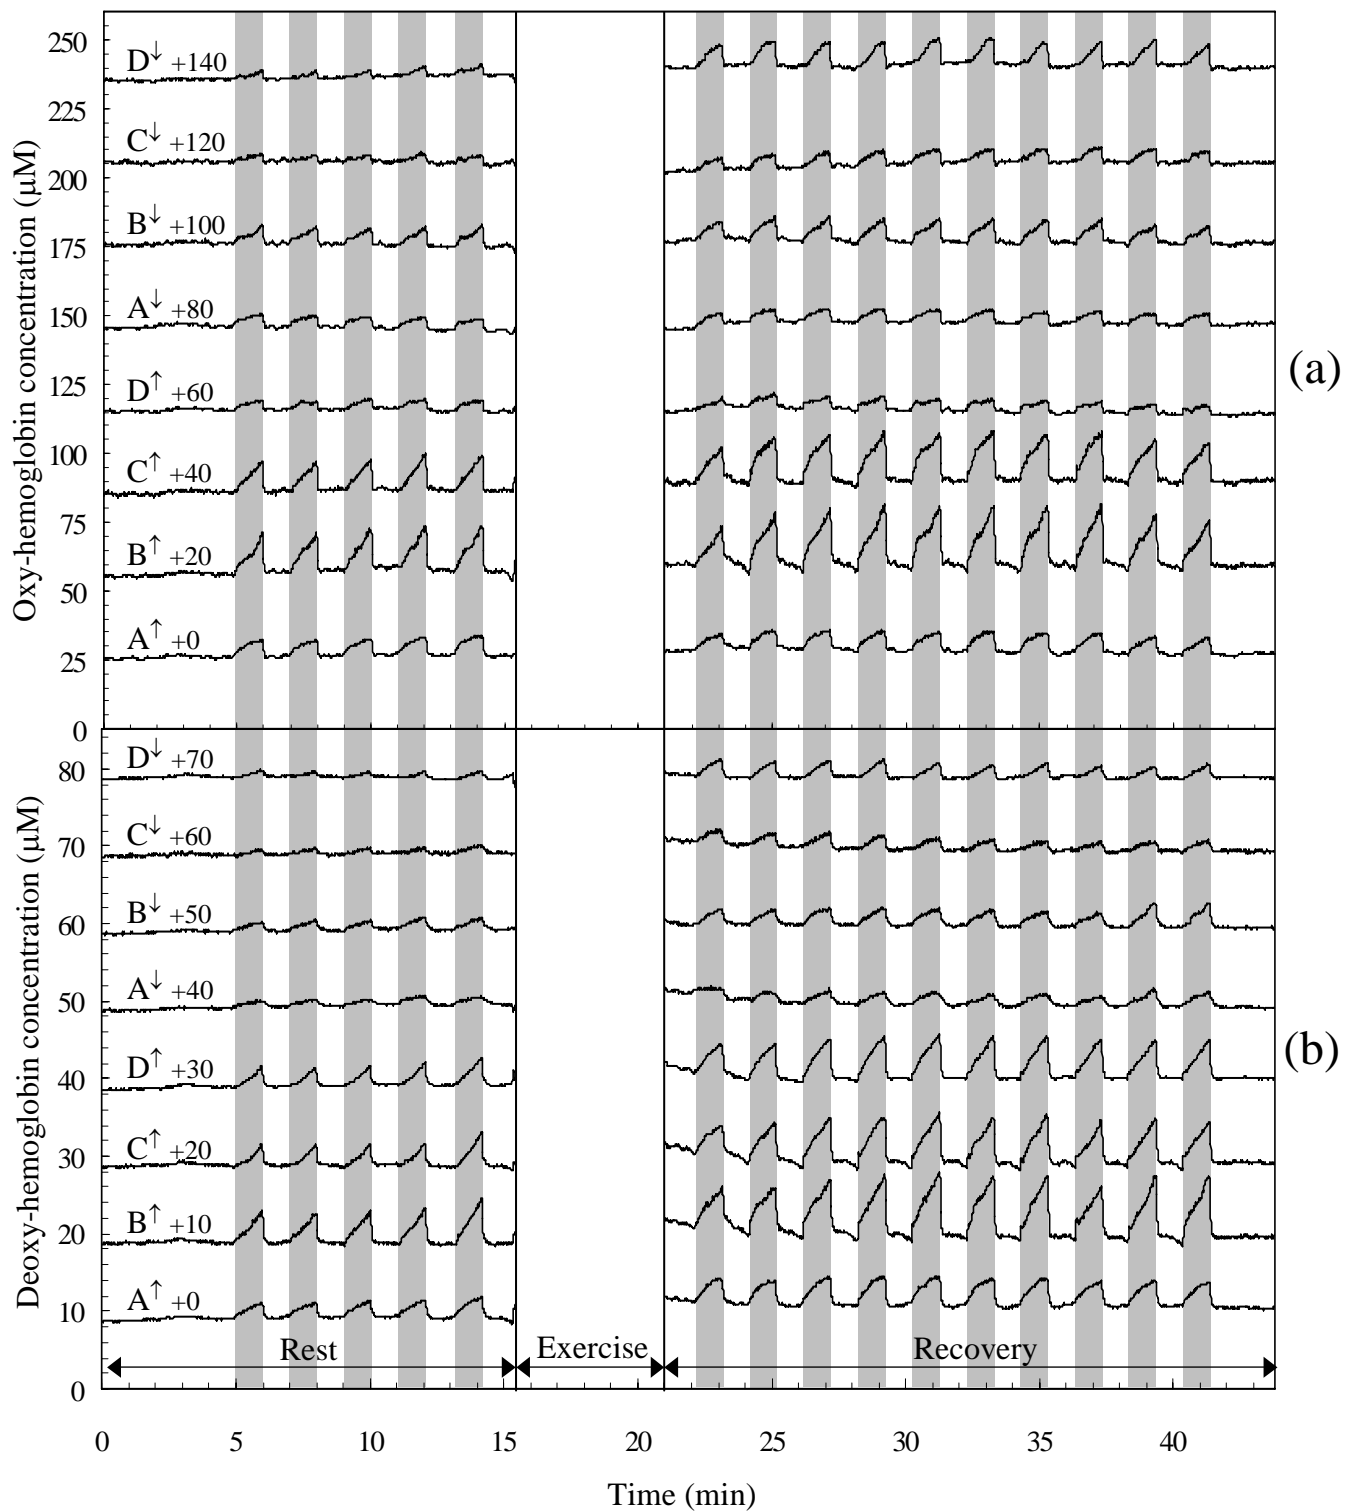 250
D↓ +140
225
C↓ +120
200
B↓ +100
175
A↓ +80
150
D↑ +60
125
C↑ +40
100
B↑ +20
75
50
A↑ +0
25
0
Oxy-hemoglobin concentration (μM)
(a)
D↓ +70
80
C↓ +60
70
B↓ +50
60
A↓ +40
50
D↑ +30
40
C↑ +20
30
B↑ +10
20
A↑ +0
10
0
Deoxy-hemoglobin concentration (μM)
(b)
Rest Exercise Recovery
0 5 10 15 20 25 30 35 40
Time (min)